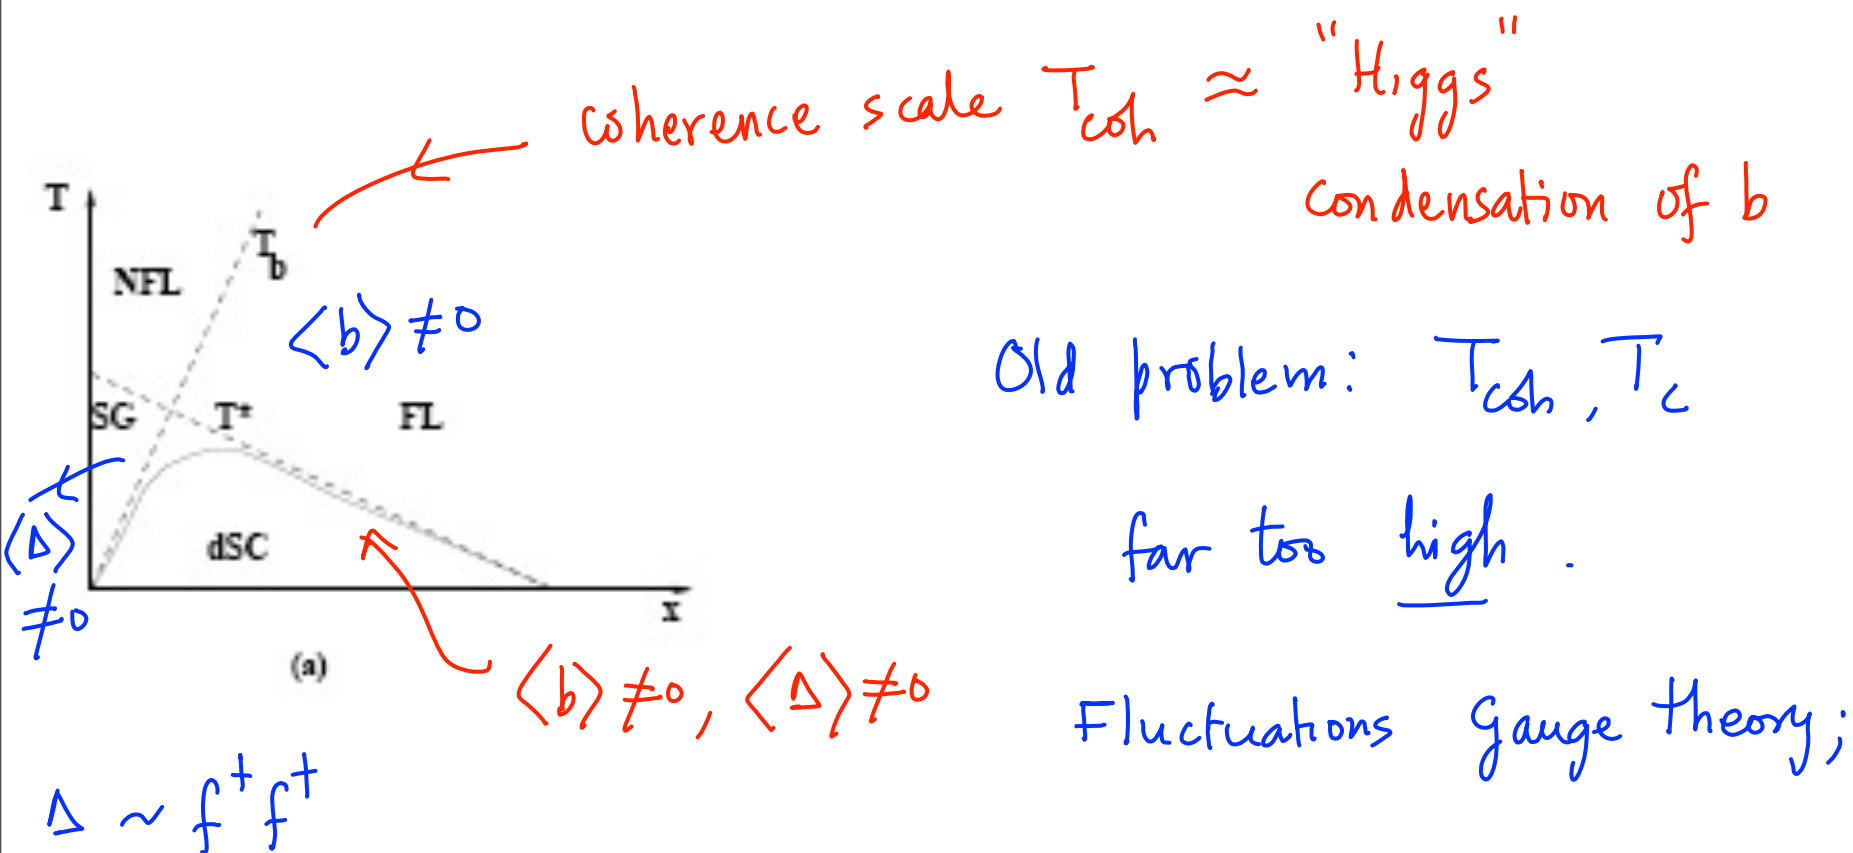 coherence scale T_coh ≈ "Higgs"
condensation of b
T
T_b
NFL
⟨b⟩ ≠ 0
Old problem: T_coh, T_c
SG T* FL
far too high.
⟨Δ⟩
≠0
dSC
x
(a)
⟨b⟩ ≠0, ⟨Δ⟩ ≠0
Fluctuations Gauge theory;
Δ ~ f† f†